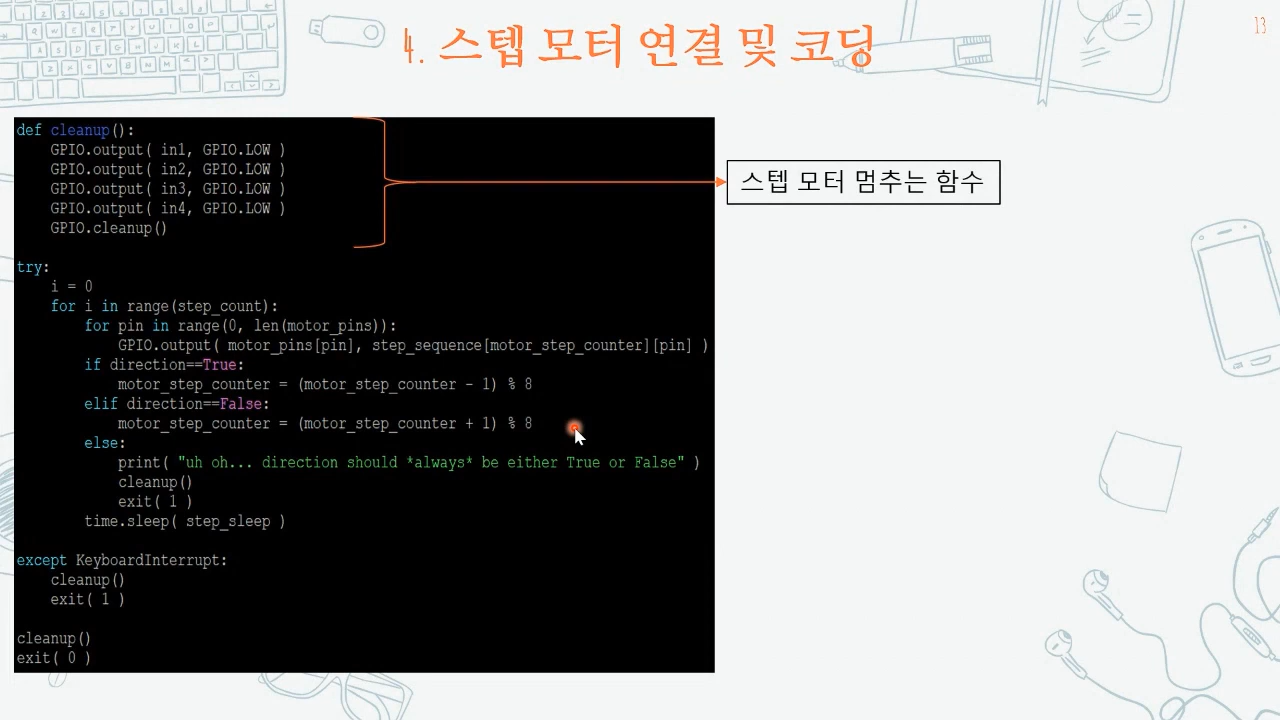 4. 스텝 모터 연결 및 코딩
13
def cleanup():
    GPIO.output( in1, GPIO.LOW )
    GPIO.output( in2, GPIO.LOW )
    GPIO.output( in3, GPIO.LOW )
    GPIO.output( in4, GPIO.LOW )
    GPIO.cleanup()
스텝 모터 멈추는 함수
try:
    i = 0
    for i in range(step_count):
        for pin in range(0, len(motor_pins)):
            GPIO.output( motor_pins[pin], step_sequence[motor_step_counter][pin] )
        if direction==True:
            motor_step_counter = (motor_step_counter - 1) % 8
        elif direction==False:
            motor_step_counter = (motor_step_counter + 1) % 8
        else:
            print( "uh oh... direction should *always* be either True or False" )
            cleanup()
            exit( 1 )
        time.sleep( step_sleep )
except KeyboardInterrupt:
    cleanup()
    exit( 1 )
cleanup()
exit( 0 )